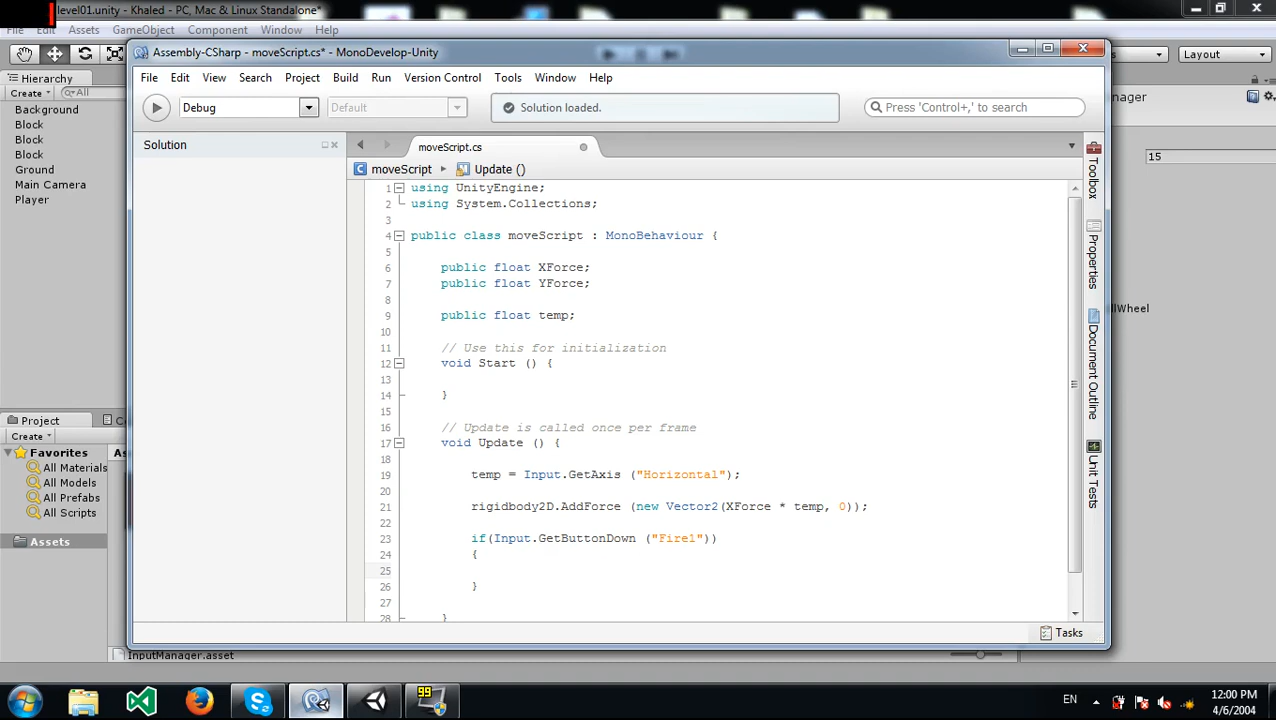 level01.unity - Khaled - PC, Mac & Linux Standalone*
File Edit Assets GameObject Component Window Help
Layout
Hierarchy
Create
All
Background
Block
Block
Block
Ground
Main Camera
Player
Project
Create
Favorites
All Materials
All Models
All Prefabs
All Scripts
Assets
InputManager.asset
15
Assembly-CSharp - moveScript.cs* - MonoDevelop-Unity
File Edit View Search Project Build Run Version Control Tools Window Help
Debug
Default
Solution loaded.
Press 'Control+,' to search
Solution
moveScript.cs
moveScript
Update ()
1 using UnityEngine;
2 using System.Collections;
3
4 public class moveScript : MonoBehaviour {
5
6 public float XForce;
7 public float YForce;
8
9 public float temp;
10
11 // Use this for initialization
12 void Start () {
13
14 }
15
16 // Update is called once per frame
17 void Update () {
18
19 temp = Input.GetAxis ("Horizontal");
20
21 rigidbody2D.AddForce (new Vector2(XForce * temp, 0));
22
23 if(Input.GetButtonDown ("Fire1"))
24 {
25
26 }
27
28 }
Toolbox
Properties
Document Outline
Unit Tests
Tasks
99
EN
12:00 PM
4/6/2004